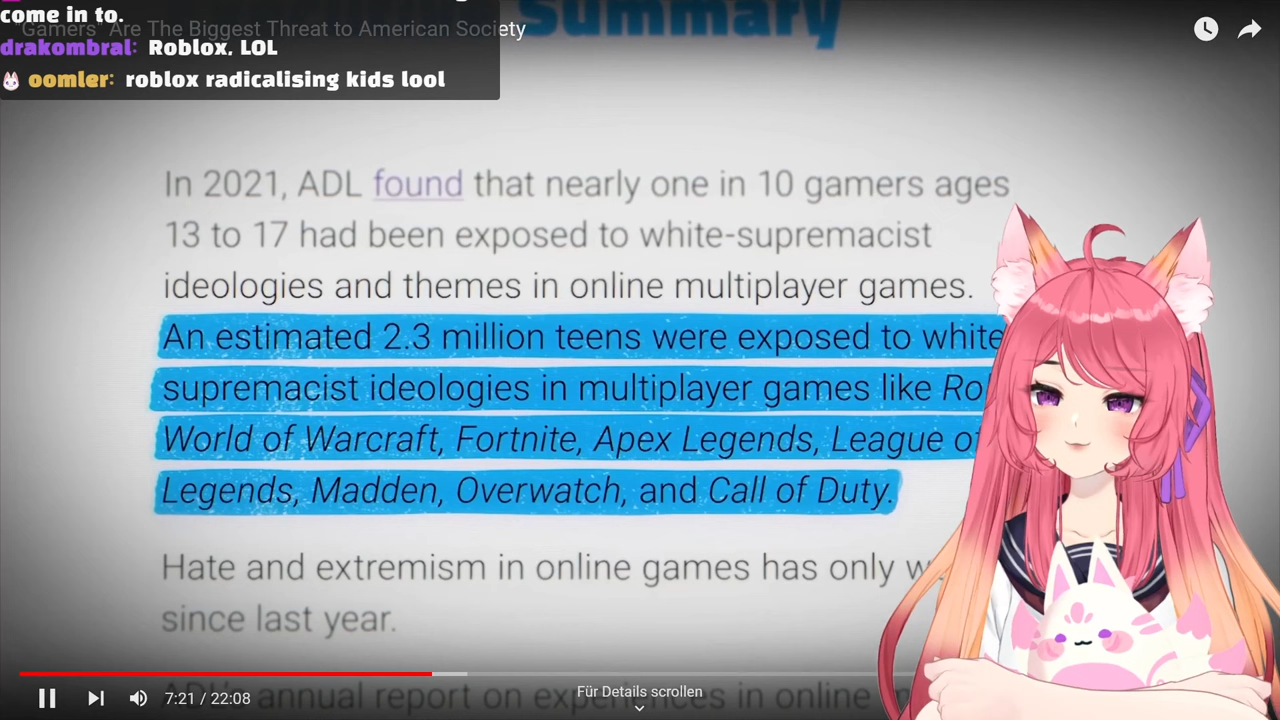 come in to.
"Gamers" Are The Biggest Threat to American Society
Summary
drakombral: Roblox. LOL
oomler: roblox radicalising kids lool
In 2021, ADL found that nearly one in 10 gamers ages
13 to 17 had been exposed to white-supremacist
ideologies and themes in online multiplayer games.
An estimated 2.3 million teens were exposed to white
supremacist ideologies in multiplayer games like Ro
World of Warcraft, Fortnite, Apex Legends, League of
Legends, Madden, Overwatch, and Call of Duty.
Hate and extremism in online games has only w
since last year.
annual report on experiences in online
7:21 / 22:08
Für Details scrollen